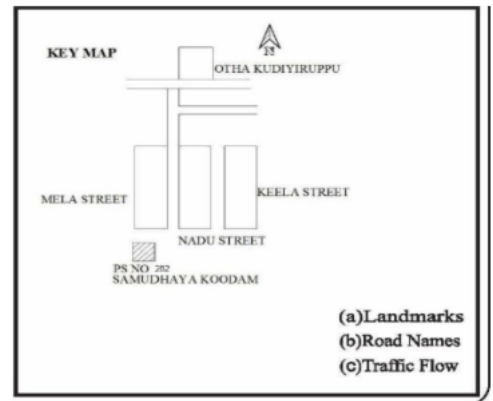 KEY MAP
N
OTHA KUDIYIRUPPU
MELA STREET
KEELA STREET
NADU STREET
PS NO 262
SAMUDHAYA KOODAM
(a)Landmarks
(b)Road Names
(c)Traffic Flow